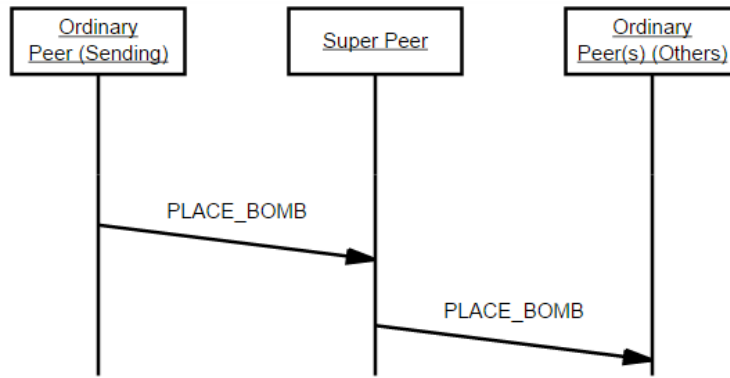 Ordinary
Peer (Sending)
Super Peer
Ordinary
Peer(s) (Others)
PLACE_BOMB
PLACE_BOMB